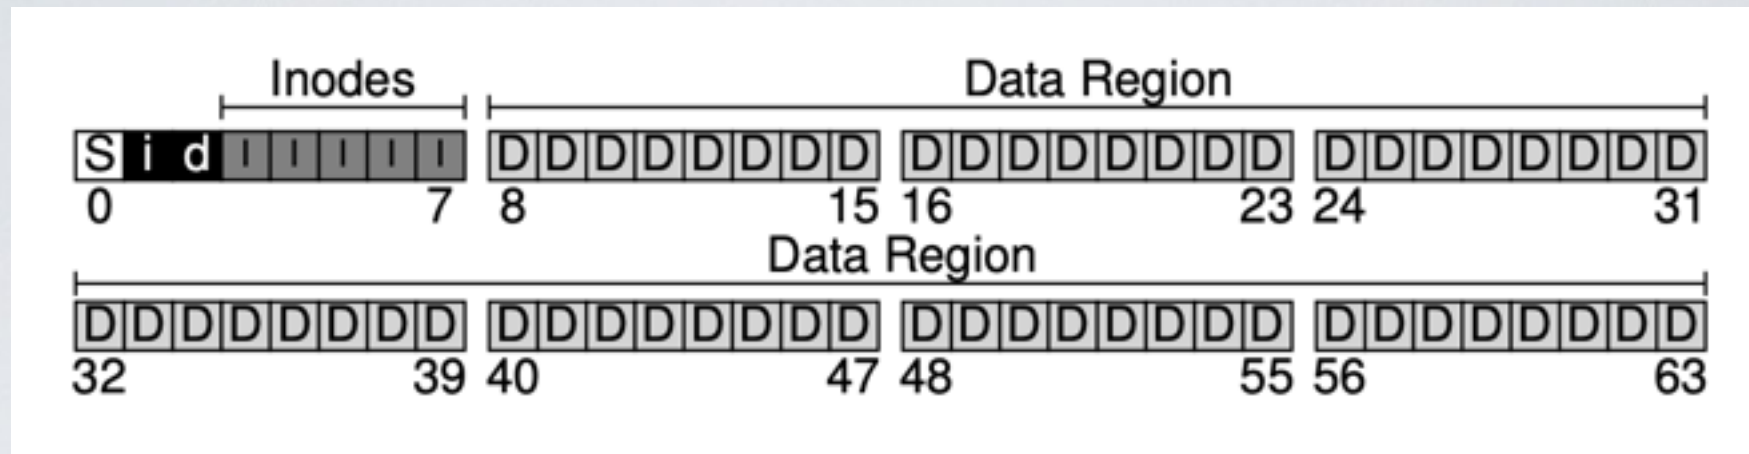 Inodes Data Region
S i d I I I I I D D D D D D D D D D D D D D D D D D D D D D D D
0 7 8 15 16 23 24 31
Data Region
D D D D D D D D D D D D D D D D D D D D D D D D D D D D D D D D
32 39 40 47 48 55 56 63